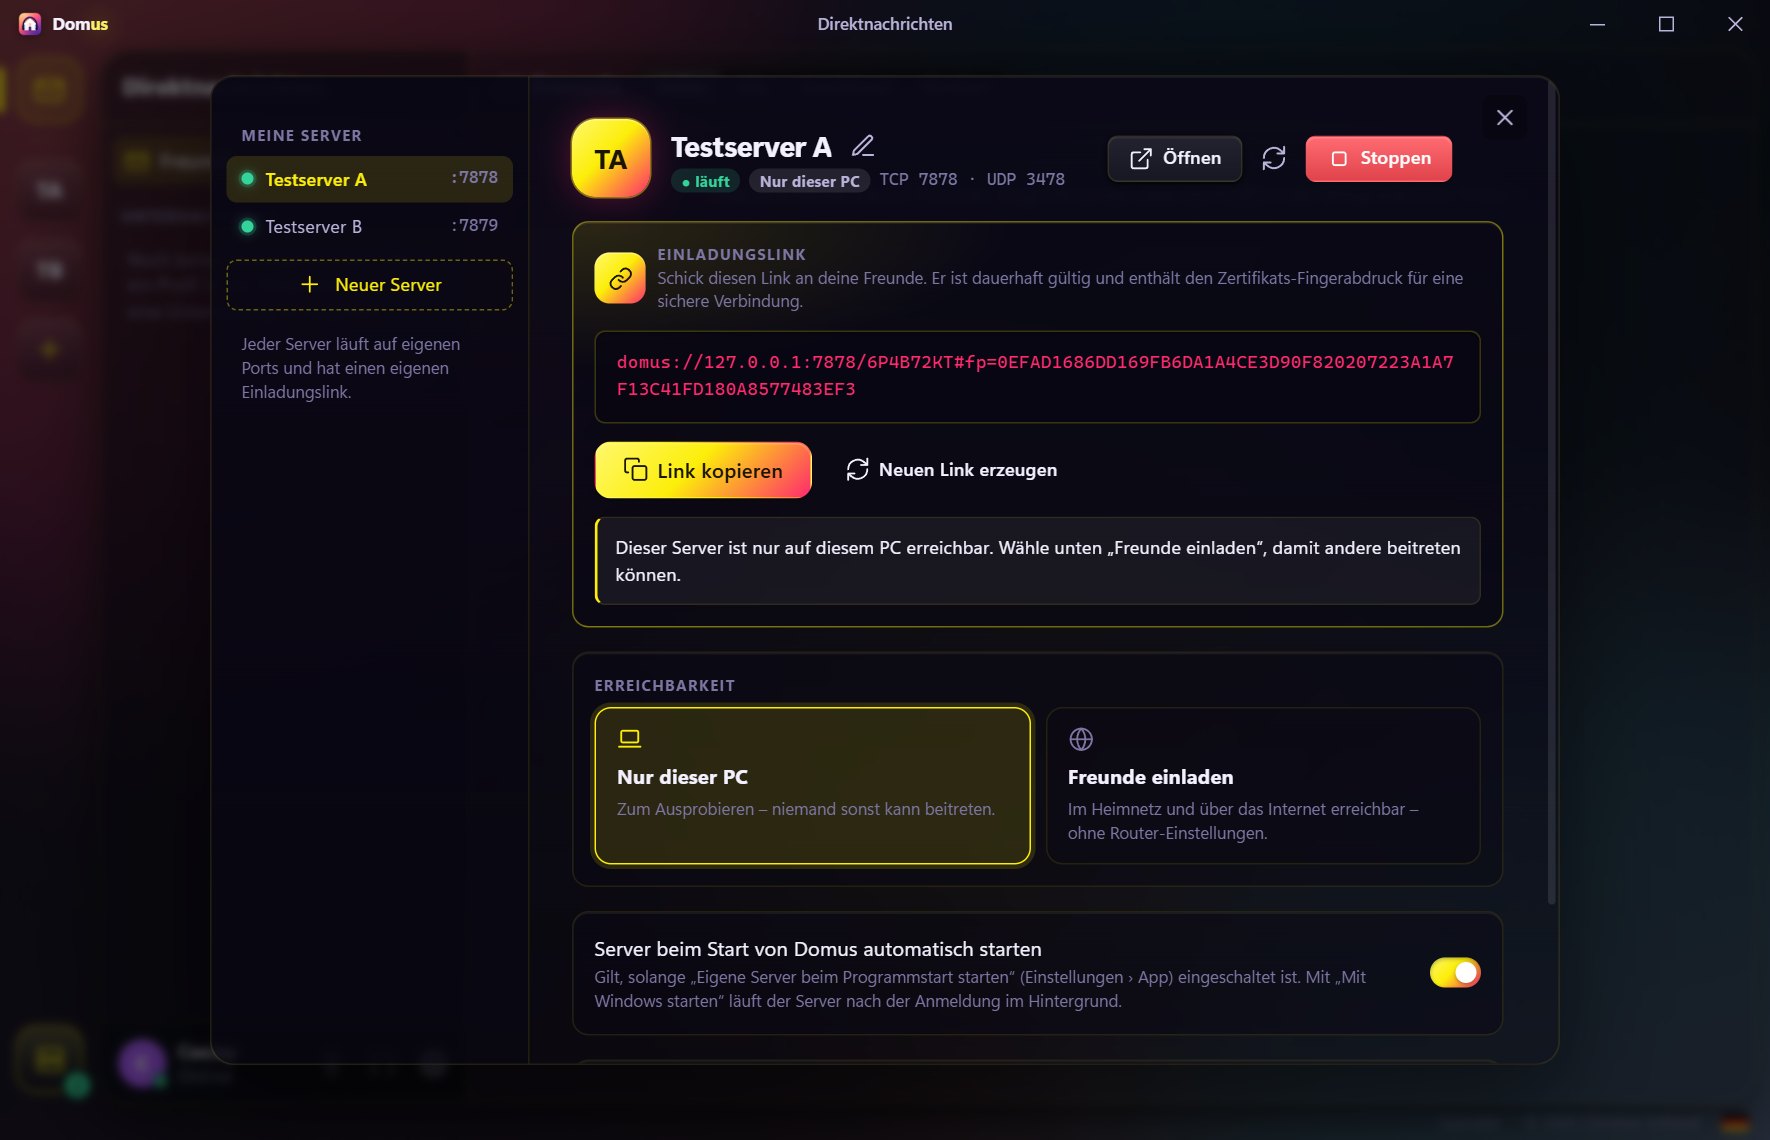 Domus
Direktnachrichten
MEINE SERVER
Testserver A :7878
Testserver B :7879
Neuer Server
Jeder Server läuft auf eigenen
Ports und hat einen eigenen
Einladungslink.
TA
Testserver A
läuft
Nur dieser PC
TCP 7878 · UDP 3478
Öffnen
Stoppen
EINLADUNGSLINK
Schick diesen Link an deine Freunde. Er ist dauerhaft gültig und enthält den Zertifikats-Fingerabdruck für eine
sichere Verbindung.
domus://127.0.0.1:7878/6P4B72KT#fp=0EFAD1686DD169FB6DA1A4CE3D90F820207223A1A7
F13C41FD180A8577483EF3
Link kopieren
Neuen Link erzeugen
Dieser Server ist nur auf diesem PC erreichbar. Wähle unten „Freunde einladen“, damit andere beitreten
können.
ERREICHBARKEIT
Nur dieser PC
Zum Ausprobieren – niemand sonst kann beitreten.
Freunde einladen
Im Heimnetz und über das Internet erreichbar –
ohne Router-Einstellungen.
Server beim Start von Domus automatisch starten
Gilt, solange „Eigene Server beim Programmstart starten“ (Einstellungen › App) eingeschaltet ist. Mit „Mit
Windows starten“ läuft der Server nach der Anmeldung im Hintergrund.